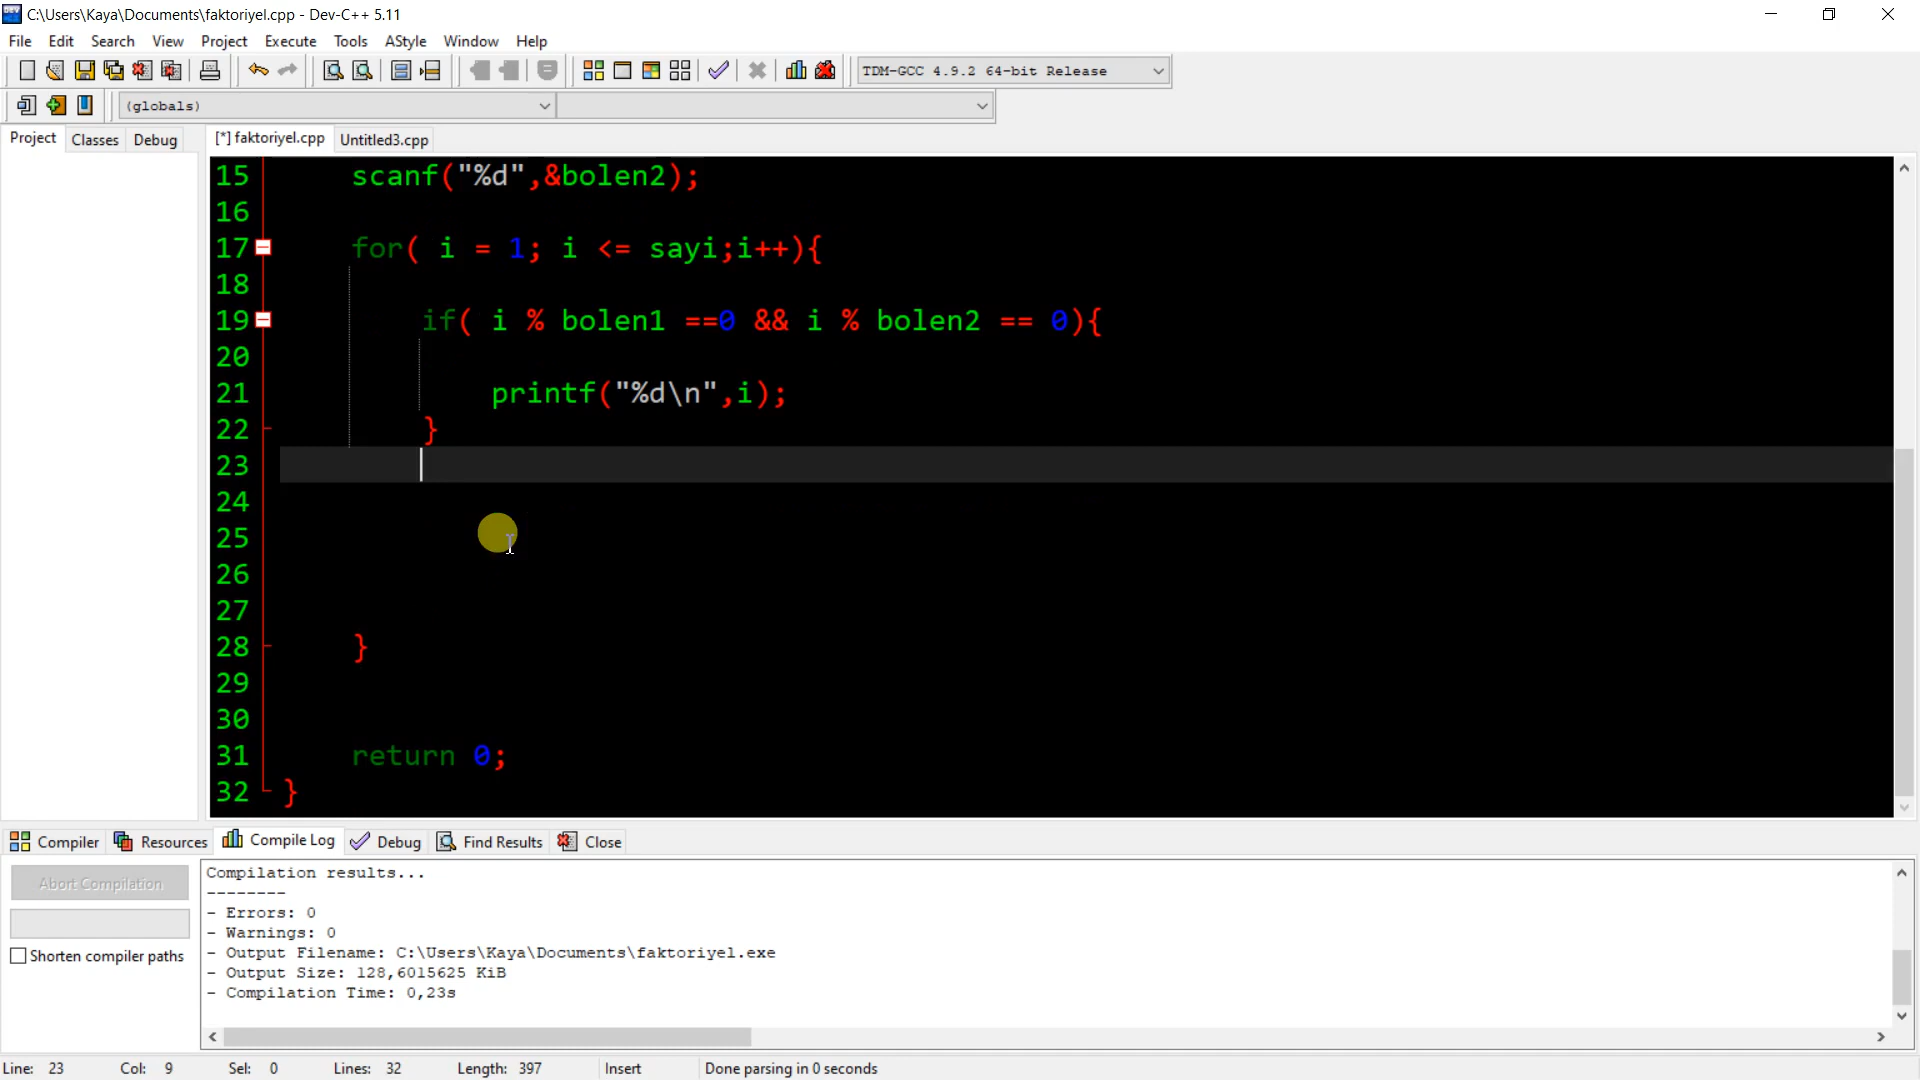 C:\Users\Kaya\Documents\faktoriyel.cpp - Dev-C++ 5.11
File Edit Search View Project Execute Tools AStyle Window Help
TDM-GCC 4.9.2 64-bit Release
(globals)
Project Classes Debug [*] faktoriyel.cpp Untitled3.cpp
15 scanf("%d",&bolen2);
16
17 for( i = 1; i <= sayi;i++){
18
19 if( i % bolen1 ==0 && i % bolen2 == 0){
20
21 printf("%d\n",i);
22 }
23
24
25
26
27
28 }
29
30
31 return 0;
32 }
Compiler Resources Compile Log Debug Find Results Close
Abort Compilation
Shorten compiler paths
Compilation results...
--------
- Errors: 0
- Warnings: 0
- Output Filename: C:\Users\Kaya\Documents\faktoriyel.exe
- Output Size: 128,6015625 KiB
- Compilation Time: 0,23s
Line: 23 Col: 9 Sel: 0 Lines: 32 Length: 397 Insert Done parsing in 0 seconds